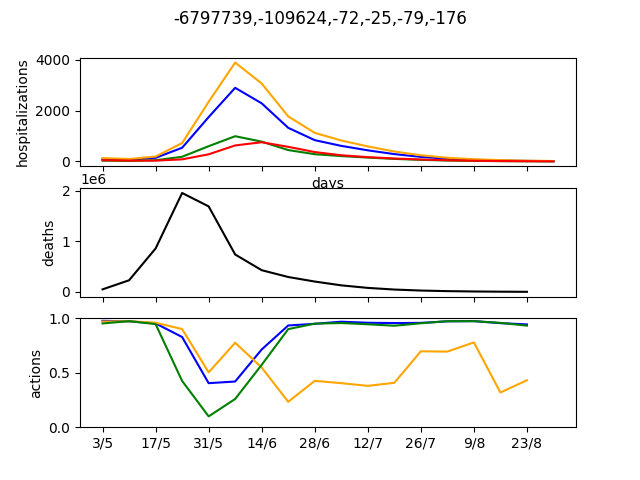 -6797739,-109624,-72,-25,-79,-176
4000
2000
0
hospitalizations
days
1e6
2
1
0
deaths
1.0
0.5
0.0
actions
3/5 17/5 31/5 14/6 28/6 12/7 26/7 9/8 23/8